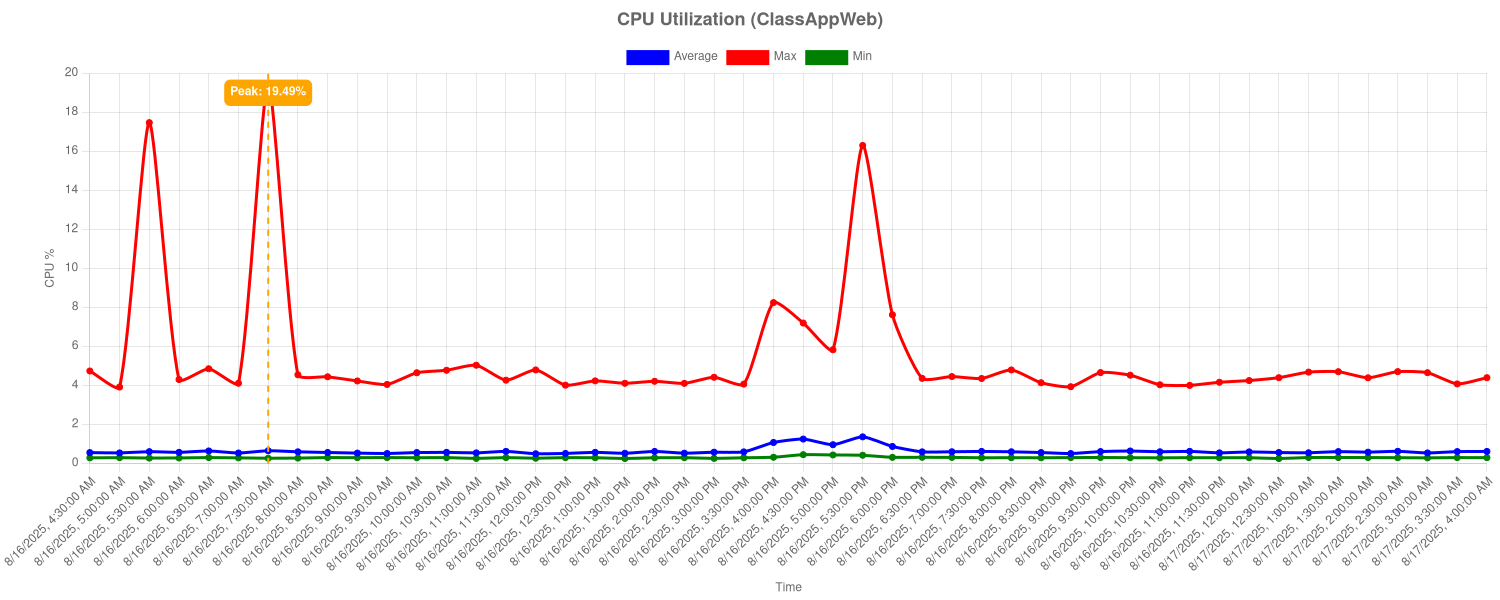 CPU Utilization (ClassAppWeb)
Average Max Min
20
Peak: 19.49%
18
16
14
12
10
CPU %
8
6
4
2
0
8/16/2025, 4:30:00 AM
8/16/2025, 5:00:00 AM
8/16/2025, 5:30:00 AM
8/16/2025, 6:00:00 AM
8/16/2025, 6:30:00 AM
8/16/2025, 7:00:00 AM
8/16/2025, 7:30:00 AM
8/16/2025, 8:00:00 AM
8/16/2025, 8:30:00 AM
8/16/2025, 9:00:00 AM
8/16/2025, 9:30:00 AM
8/16/2025, 10:00:00 AM
8/16/2025, 10:30:00 AM
8/16/2025, 11:00:00 AM
8/16/2025, 11:30:00 AM
8/16/2025, 12:00:00 PM
8/16/2025, 12:30:00 PM
8/16/2025, 1:00:00 PM
8/16/2025, 1:30:00 PM
8/16/2025, 2:00:00 PM
8/16/2025, 2:30:00 PM
8/16/2025, 3:00:00 PM
8/16/2025, 3:30:00 PM
8/16/2025, 4:00:00 PM
8/16/2025, 4:30:00 PM
8/16/2025, 5:00:00 PM
8/16/2025, 5:30:00 PM
8/16/2025, 6:00:00 PM
8/16/2025, 6:30:00 PM
8/16/2025, 7:00:00 PM
8/16/2025, 7:30:00 PM
8/16/2025, 8:00:00 PM
8/16/2025, 8:30:00 PM
8/16/2025, 9:00:00 PM
8/16/2025, 9:30:00 PM
8/16/2025, 10:00:00 PM
8/16/2025, 10:30:00 PM
8/16/2025, 11:00:00 PM
8/16/2025, 11:30:00 PM
8/17/2025, 12:00:00 AM
8/17/2025, 12:30:00 AM
8/17/2025, 1:00:00 AM
8/17/2025, 1:30:00 AM
8/17/2025, 2:00:00 AM
8/17/2025, 2:30:00 AM
8/17/2025, 3:00:00 AM
8/17/2025, 3:30:00 AM
8/17/2025, 4:00:00 AM
Time